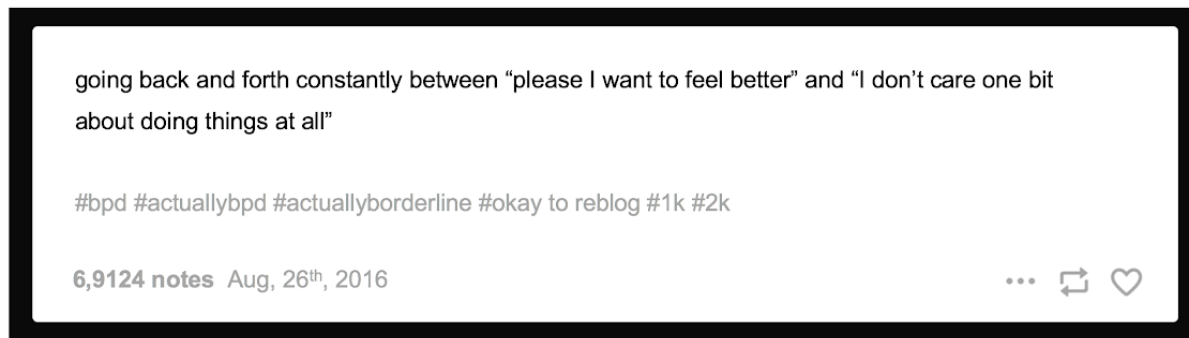 going back and forth constantly between “please I want to feel better” and “I don’t care one bit
about doing things at all”
#bpd #actuallybpd #actuallyborderline #okay to reblog #1k #2k
6,9124 notes Aug, 26th, 2016